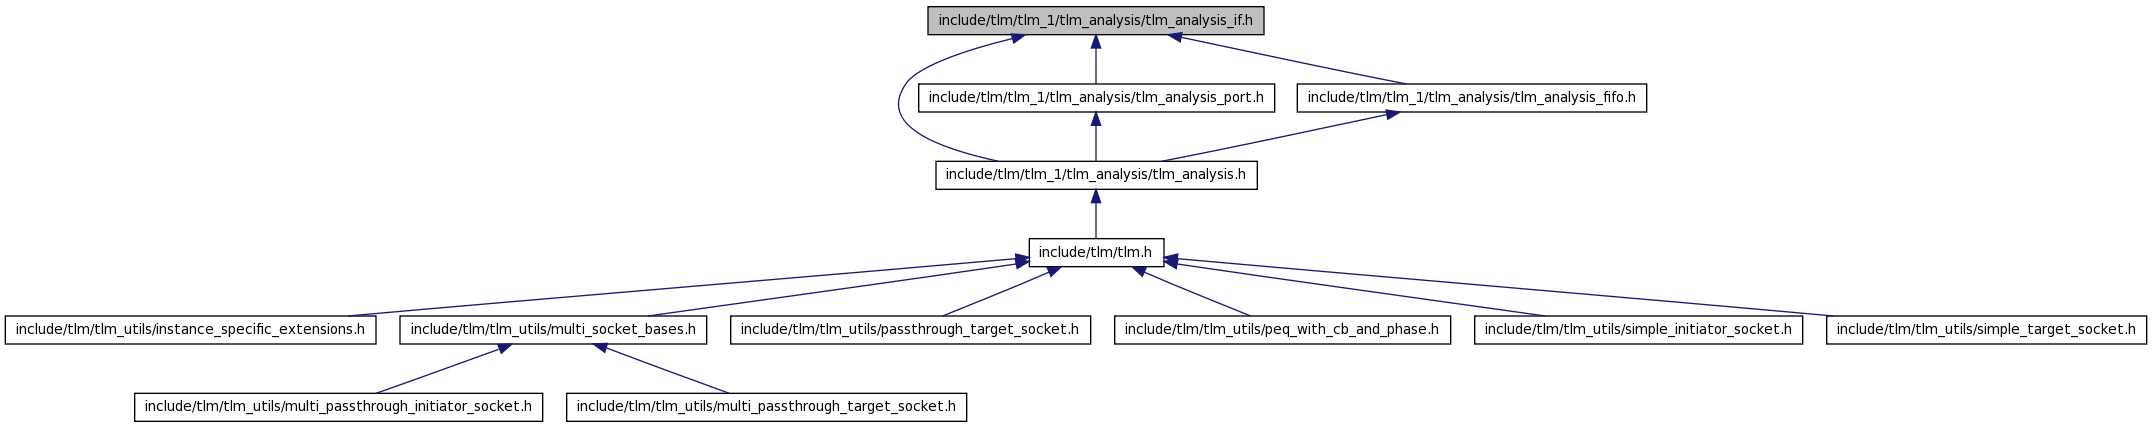 include/tlm/tlm_1/tlm_analysis/tlm_analysis_if.h
include/tlm/tlm_1/tlm_analysis/tlm_analysis_port.h
include/tlm/tlm_1/tlm_analysis/tlm_analysis_fifo.h
include/tlm/tlm_1/tlm_analysis/tlm_analysis.h
include/tlm/tlm.h
include/tlm/tlm_utils/instance_specific_extensions.h
include/tlm/tlm_utils/multi_socket_bases.h
include/tlm/tlm_utils/passthrough_target_socket.h
include/tlm/tlm_utils/peq_with_cb_and_phase.h
include/tlm/tlm_utils/simple_initiator_socket.h
include/tlm/tlm_utils/simple_target_socket.h
include/tlm/tlm_utils/multi_passthrough_initiator_socket.h
include/tlm/tlm_utils/multi_passthrough_target_socket.h